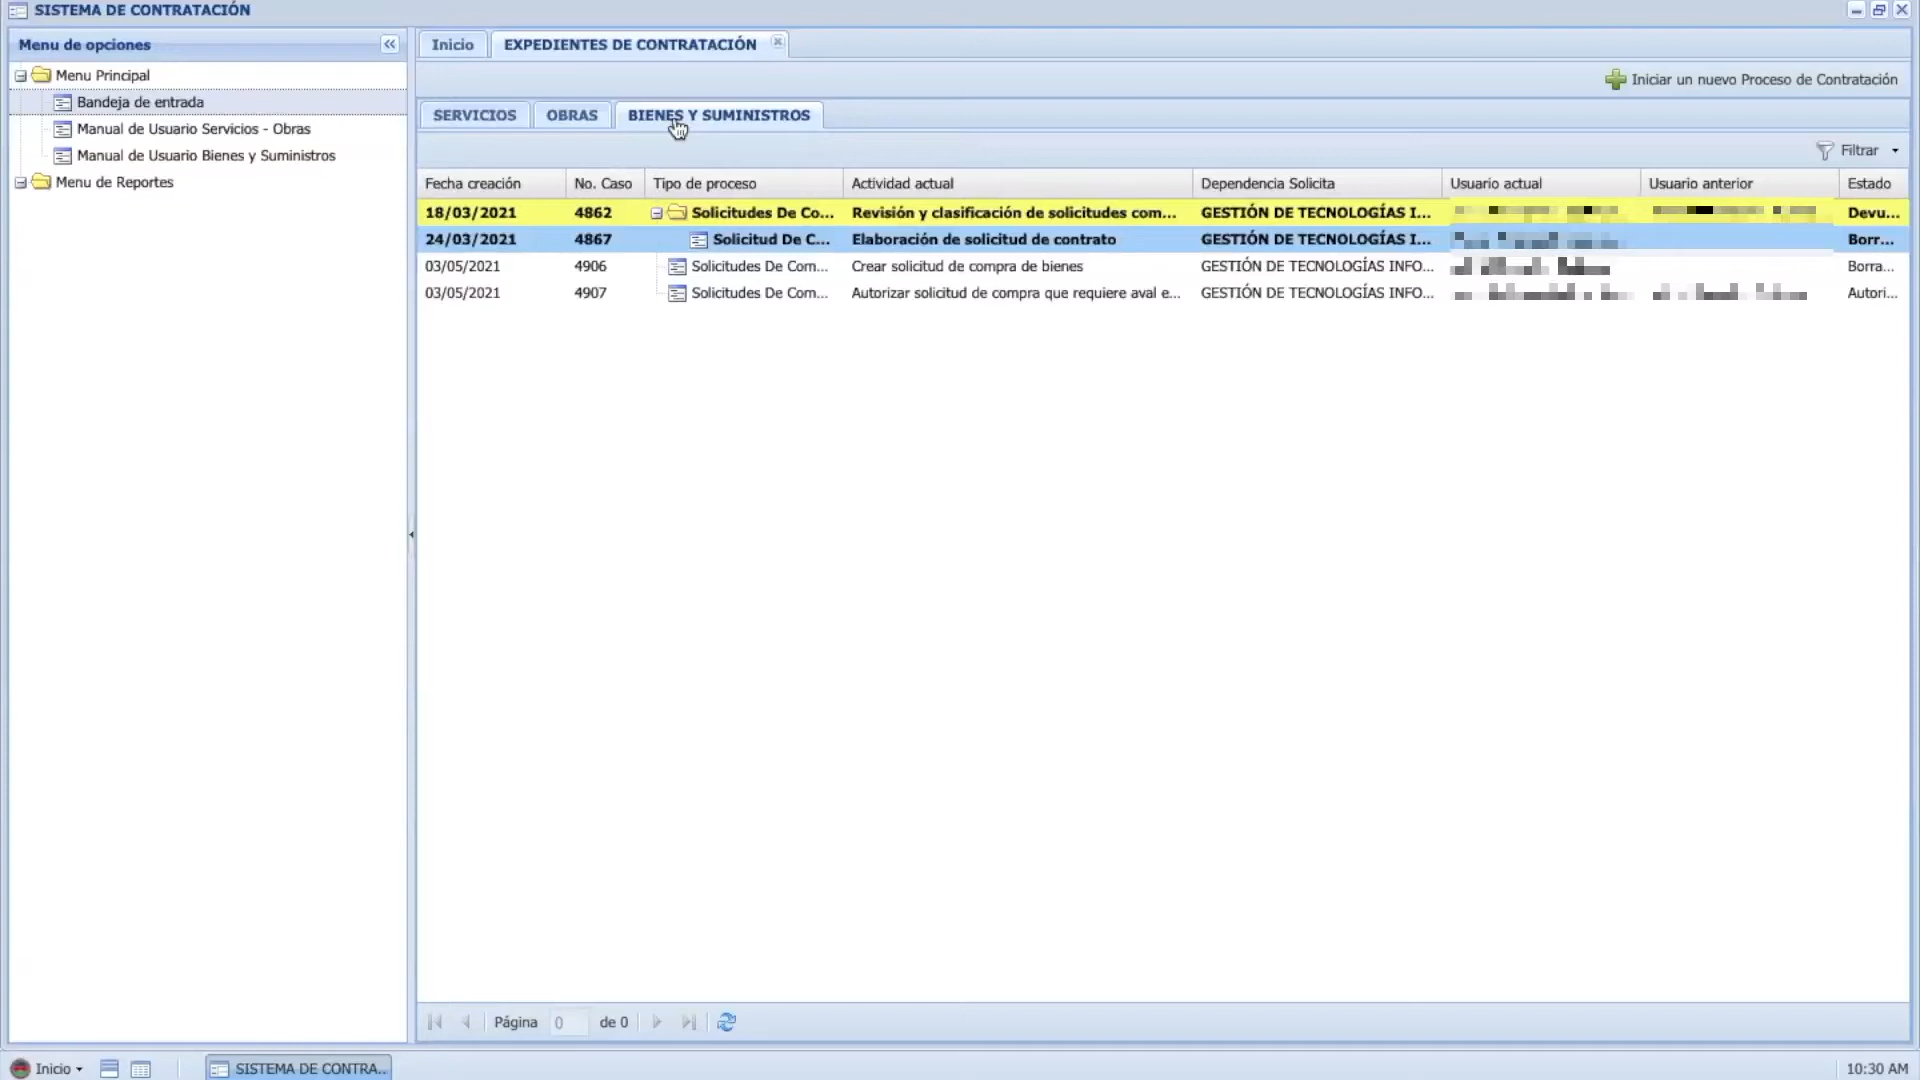 SISTEMA DE CONTRATACIÓN
Menu de opciones
Menu Principal
Bandeja de entrada
Manual de Usuario Servicios - Obras
Manual de Usuario Bienes y Suministros
Menu de Reportes
Inicio EXPEDIENTES DE CONTRATACIÓN
Iniciar un nuevo Proceso de Contratación
SERVICIOS OBRAS BIENES Y SUMINISTROS
Filtrar
Fecha creación No. Caso Tipo de proceso Actividad actual Dependencia Solicita Usuario actual Usuario anterior Estado
18/03/2021 4862 Solicitudes De Co... Revisión y clasificación de solicitudes com... GESTIÓN DE TECNOLOGÍAS I... Devu...
24/03/2021 4867 Solicitud De C... Elaboración de solicitud de contrato GESTIÓN DE TECNOLOGÍAS I... Borr...
03/05/2021 4906 Solicitudes De Com... Crear solicitud de compra de bienes GESTIÓN DE TECNOLOGÍAS INFO... Borra...
03/05/2021 4907 Solicitudes De Com... Autorizar solicitud de compra que requiere aval e... GESTIÓN DE TECNOLOGÍAS INFO... Autori...
Página 0 de 0
Inicio SISTEMA DE CONTRA... 10:30 AM